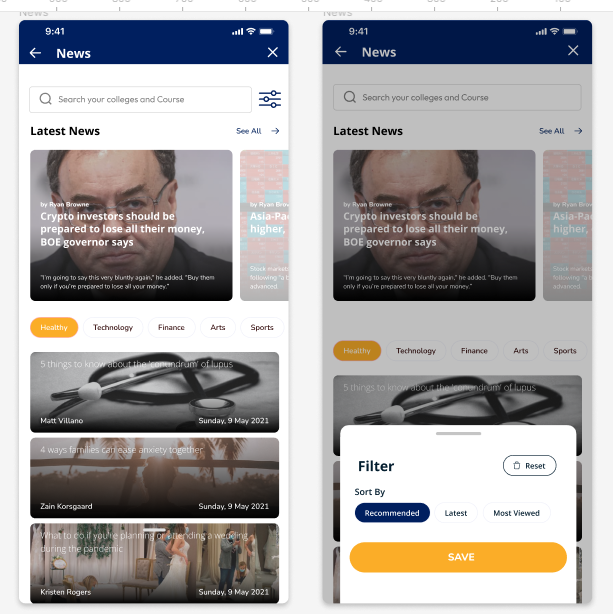 News
9:41
News
Search your colleges and Course
Latest News
See All
by Ryan Browne
Crypto investors should be
prepared to lose all their money,
BOE governor says
"I'm going to say this very bluntly again," he added. "Buy them
only if you're prepared to lose all your money."
by Ryan Brow
Asia-Pac
higher,
Stock market
following "a b
advanced
Healthy
Technology
Finance
Arts
Sports
5 things to know about the 'conundrum' of lupus
Matt Villano
Sunday, 9 May 2021
4 ways families can ease anxiety together
Zain Korsgaard
Sunday, 9 May 2021
What to do if you're planning or attending a wedding
during the pandemic
Kristen Rogers
Sunday, 9 May 2021
News
9:41
News
Search your colleges and Course
Latest News
See All
by Ryan Browne
Crypto investors should be
prepared to lose all their money,
BOE governor says
"I'm going to say this very bluntly again," he added. "Buy them
only if you're prepared to lose all your money."
by Ryan Brow
Asia-Pac
higher,
Stock market
following "a b
advanced
Healthy
Technology
Finance
Arts
Sports
5 things to know about the 'conundrum' of lupus
Filter
Reset
Sort By
Recommended
Latest
Most Viewed
SAVE